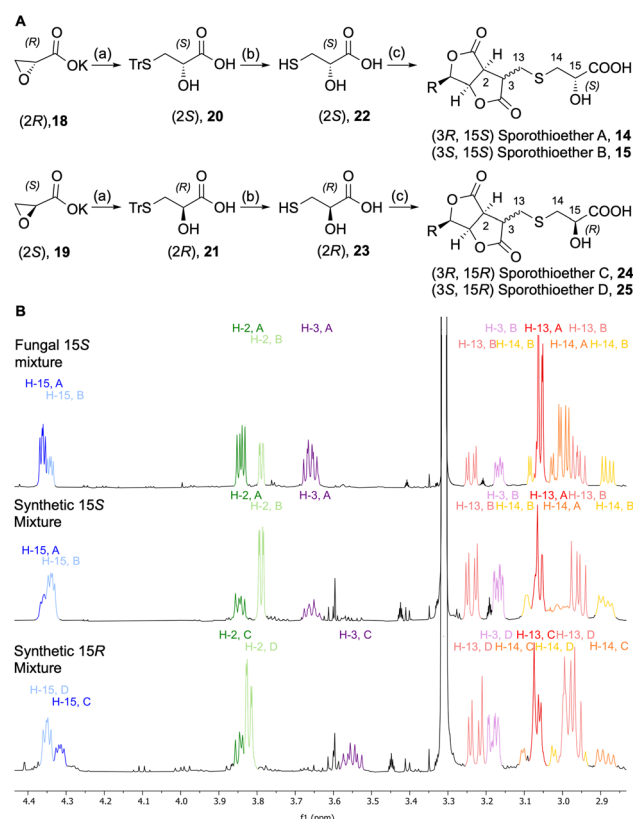 A
(R) O OK O
(a)
(S) O TrS OH OH
(b)
(S) O HS OH OH
(c)
O O H 13 14 15 COOH R 2 3 S OH (S) H O O
(2R),18
(2S), 20
(2S), 22
(3R, 15S) Sporothioether A, 14
(3S, 15S) Sporothioether B, 15
(S) O OK O
(a)
(R) O TrS OH OH
(b)
(R) O HS OH OH
(c)
O O H 13 14 15 COOH R 2 3 S OH (R) H O O
(2S), 19
(2R), 21
(2R), 23
(3R, 15R) Sporothioether C, 24
(3S, 15R) Sporothioether D, 25
B
Fungal 15S
mixture
H-2, A H-3, A H-3, B H-13, A H-13, B
H-2, B H-13, B H-14, B H-14, A H-14, B
H-15, A
H-15, B
Synthetic 15S
Mixture
H-2, A H-3, A H-3, B H-13, A H-13, B
H-2, B H-13, B H-14, B H-14, A H-14, B
H-15, A
H-15, B
Synthetic 15R
Mixture
H-2, C H-3, C H-3, D H-13, C H-13, D
H-2, D H-13, D H-14, C H-14, D H-14, C
H-15, D
H-15, C
4.4 4.3 4.2 4.1 4.0 3.9 3.8 3.7 3.6 3.5 3.4 3.3 3.2 3.1 3.0 2.9
f1 (ppm)